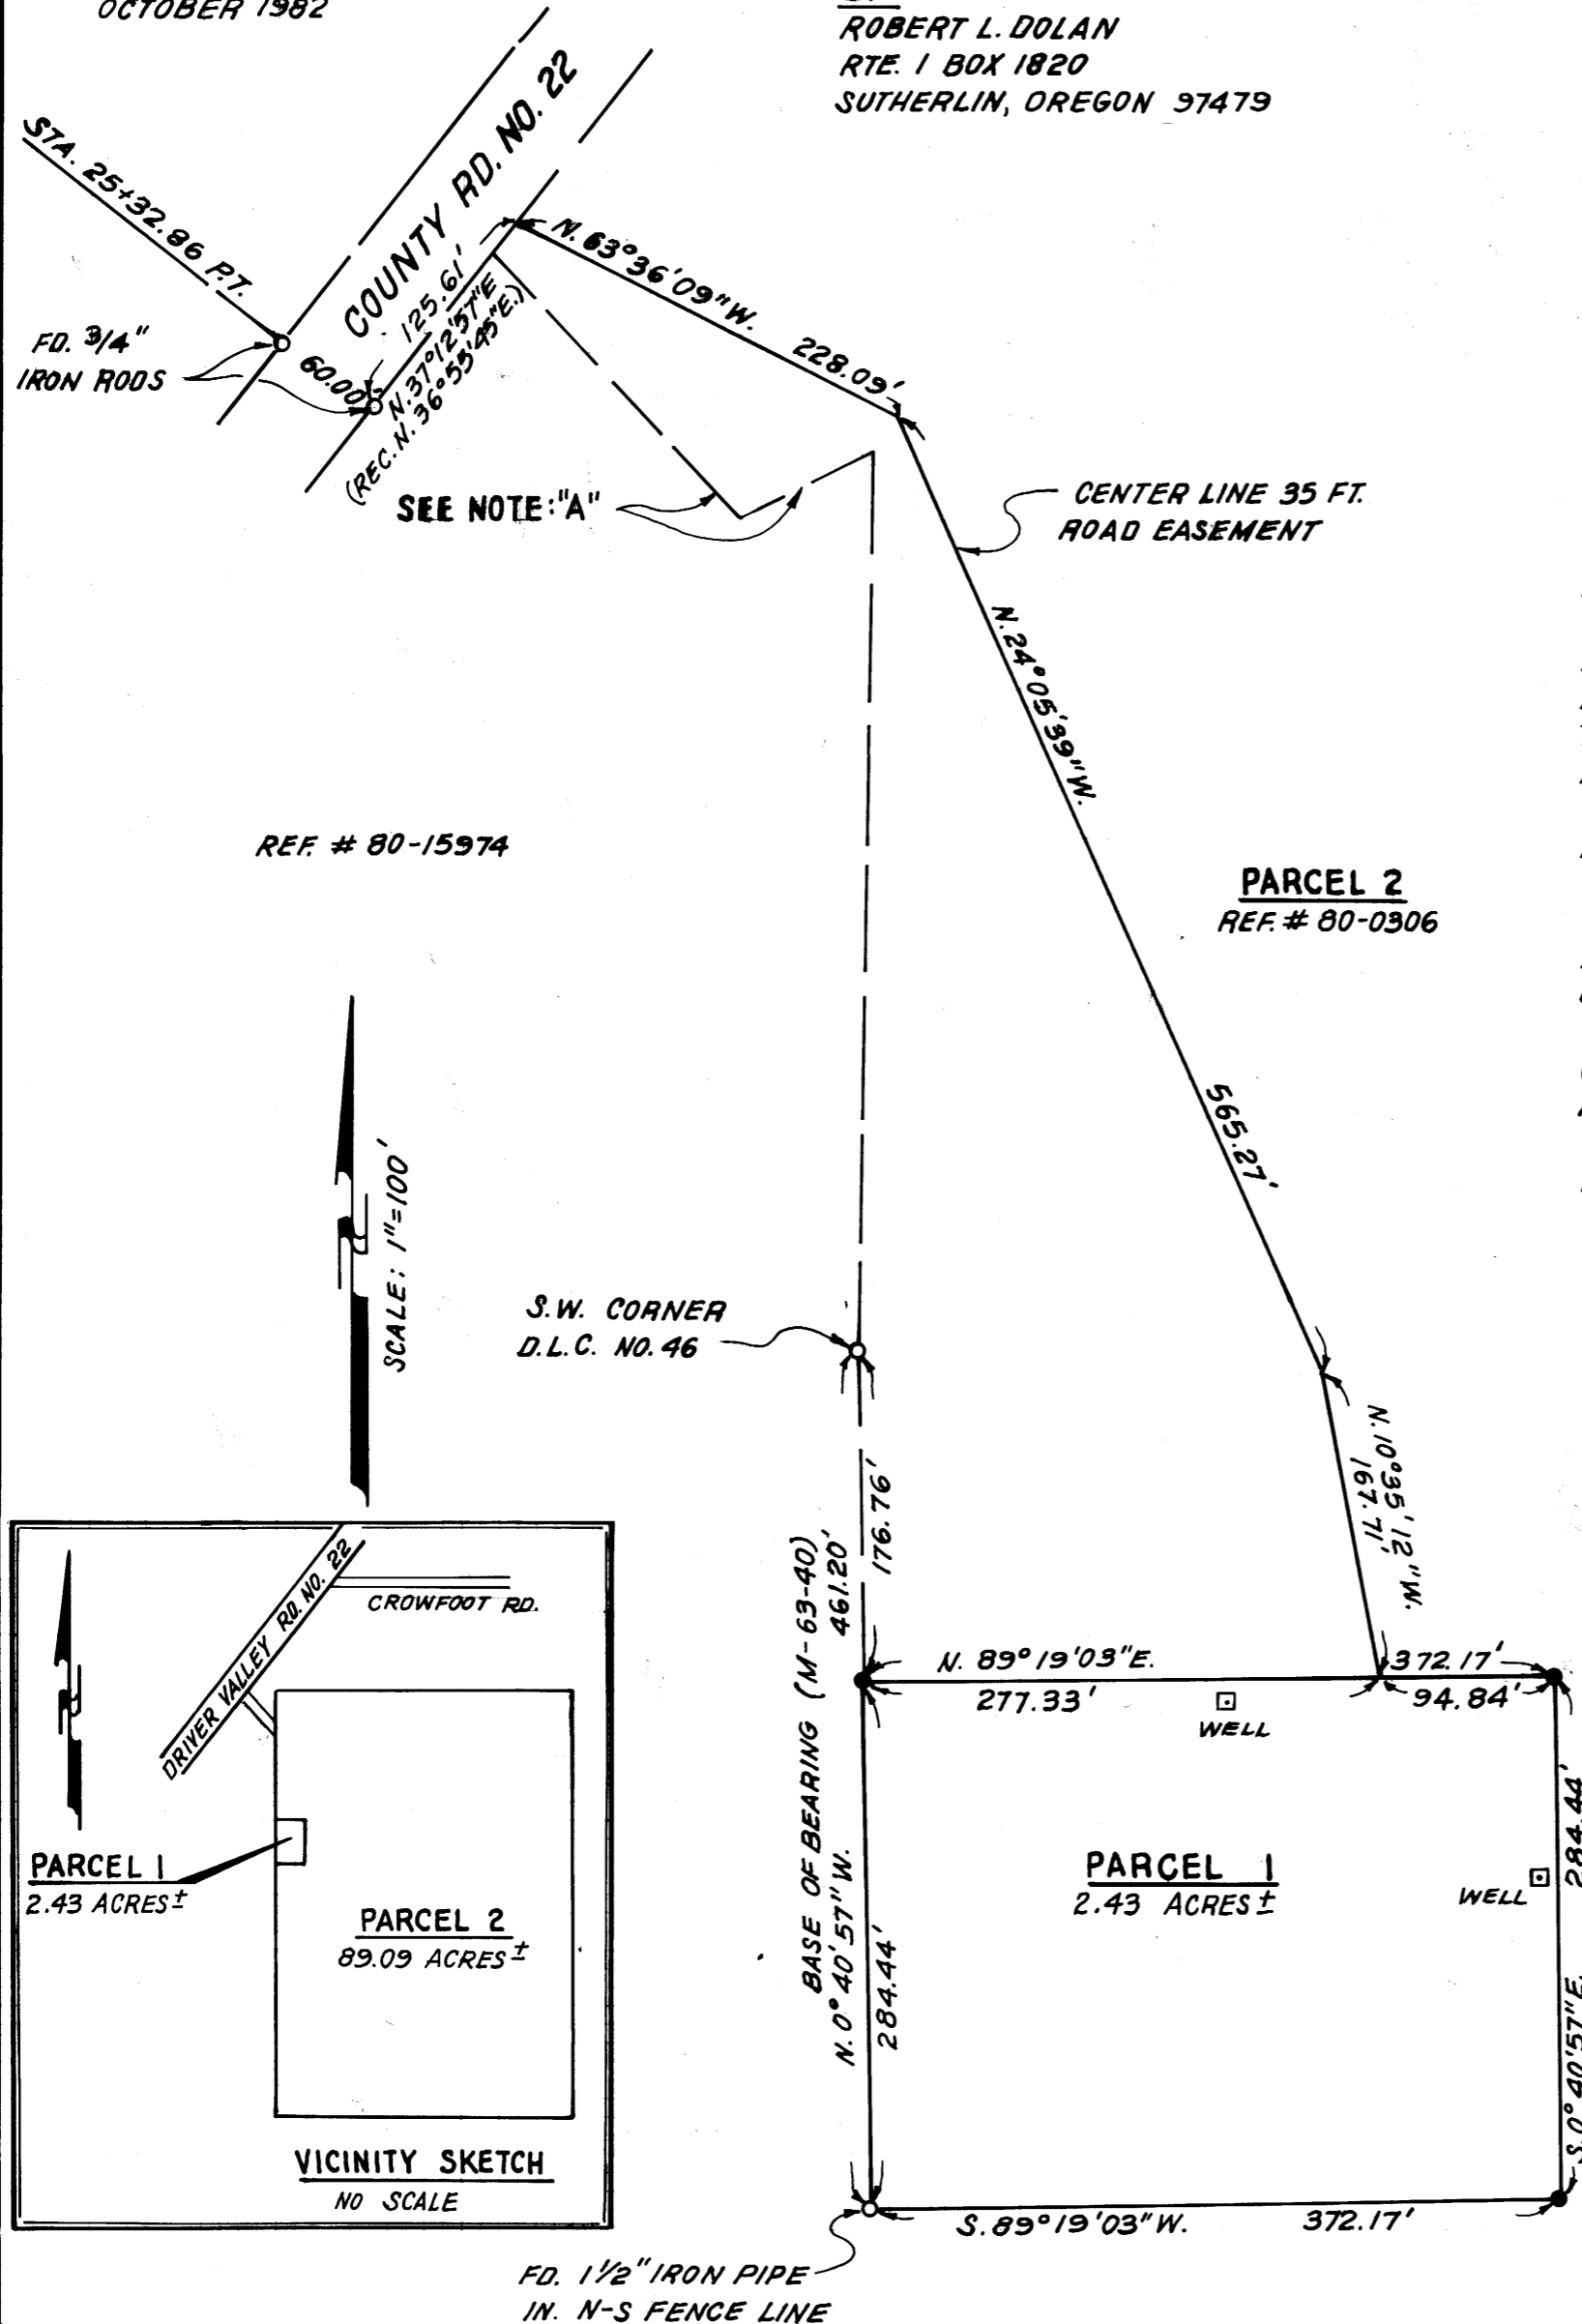 OCTOBER 1982
ROBERT L. DOLAN
RTE. 1 BOX 1820
SUTHERLIN, OREGON 97479
STA. 25+32.86 P.T.
COUNTY RD. NO. 22
FD. 3/4"
IRON RODS
60.00'
125.61'
N. 37°12'57"E
(REC. N. 36°55'45"E.)
N. 63°36'09"W.
228.09'
SEE NOTE: "A"
CENTER LINE 35 FT.
ROAD EASEMENT
N. 24°05'39"W.
565.27'
REF. # 80-15974
PARCEL 2
REF. # 80-0306
SCALE: 1"=100'
S.W. CORNER
D.L.C. NO. 46
N. 10°35'12"W.
167.71'
176.76'
BASE OF BEARING (M-63-40)
461.20'
N. 0°40'57"W.
284.44'
N. 89°19'03"E.
372.17'
277.33'
94.84'
WELL
PARCEL 1
2.43 ACRES±
WELL
284.44'
S. 0°40'57"E.
S. 89°19'03"W.
372.17'
FD. 1 1/2" IRON PIPE
IN. N-S FENCE LINE
DRIVER VALLEY RD. NO. 22
CROWFOOT RD.
PARCEL 1
2.43 ACRES±
PARCEL 2
89.09 ACRES±
VICINITY SKETCH
NO SCALE